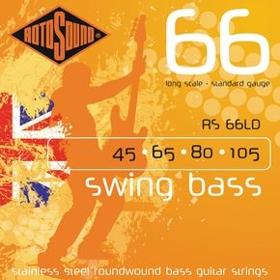 ROTOSOUND
66
long scale - standard gauge
RS 66LD
45 • 65 • 80 • 105
swing bass
stainless steel roundwound bass guitar strings